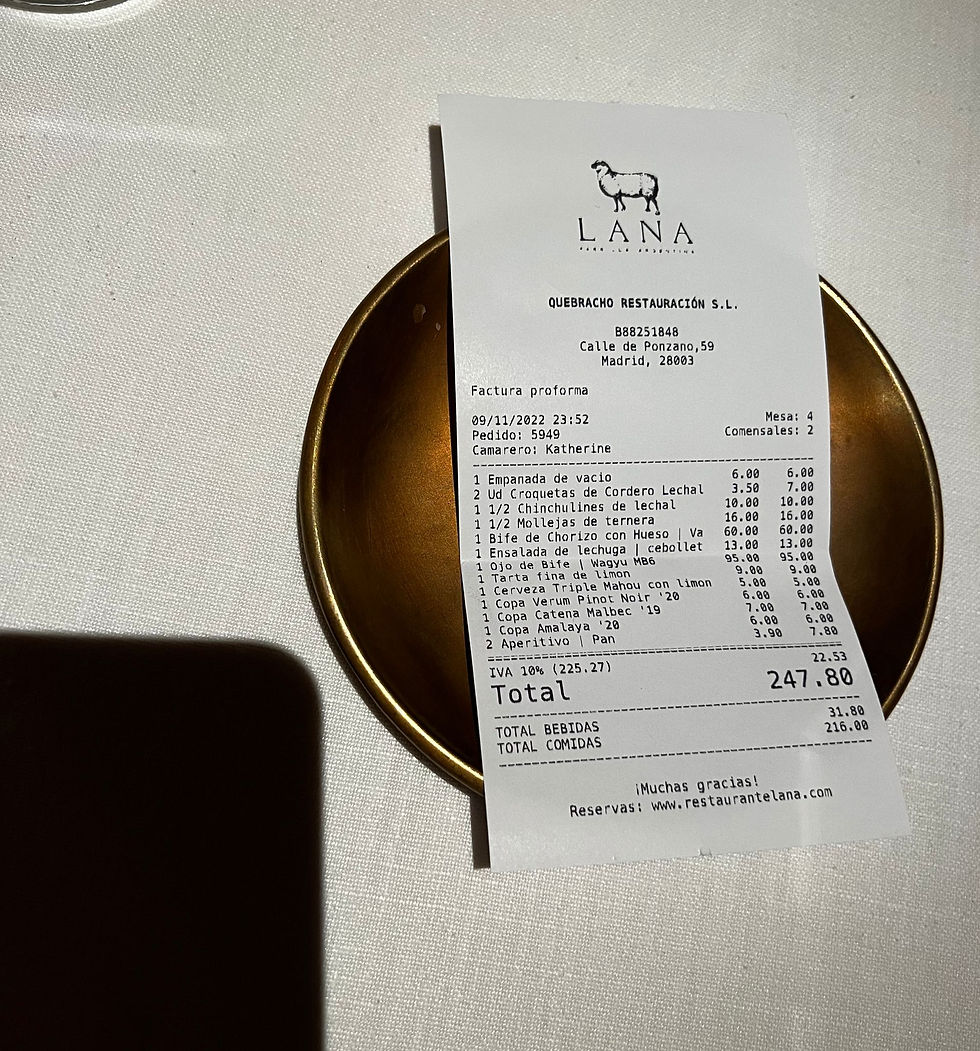 LANA
QUEBRACHO RESTAURACIÓN S.L.
B88251848
Calle de Ponzano,59
Madrid, 28003
Factura proforma
09/11/2022 23:52 Mesa: 4
Pedido: 5949 Comensales: 2
Camarero: Katherine
1 Empanada de vacio 6.00 6.00
2 Ud Croquetas de Cordero Lechal 3.50 7.00
1 1/2 Chinchulines de lechal 10.00 10.00
1 1/2 Mollejas de ternera 16.00 16.00
1 Bife de Chorizo con Hueso | Va 60.00 60.00
1 Ensalada de lechuga | cebollet 13.00 13.00
1 Ojo de Bife | Wagyu MB6 95.00 95.00
1 Tarta fina de limon 9.00 9.00
1 Cerveza Triple Mahou con limon 5.00 5.00
1 Copa Verum Pinot Noir '20 6.00 6.00
1 Copa Catena Malbec '19 7.00 7.00
1 Copa Amalaya '20 6.00 6.00
2 Aperitivo | Pan 3.90 7.80
IVA 10% (225.27) 22.53
Total 247.80
TOTAL BEBIDAS 31.80
TOTAL COMIDAS 216.00
¡Muchas gracias!
Reservas: www.restaurantelana.com